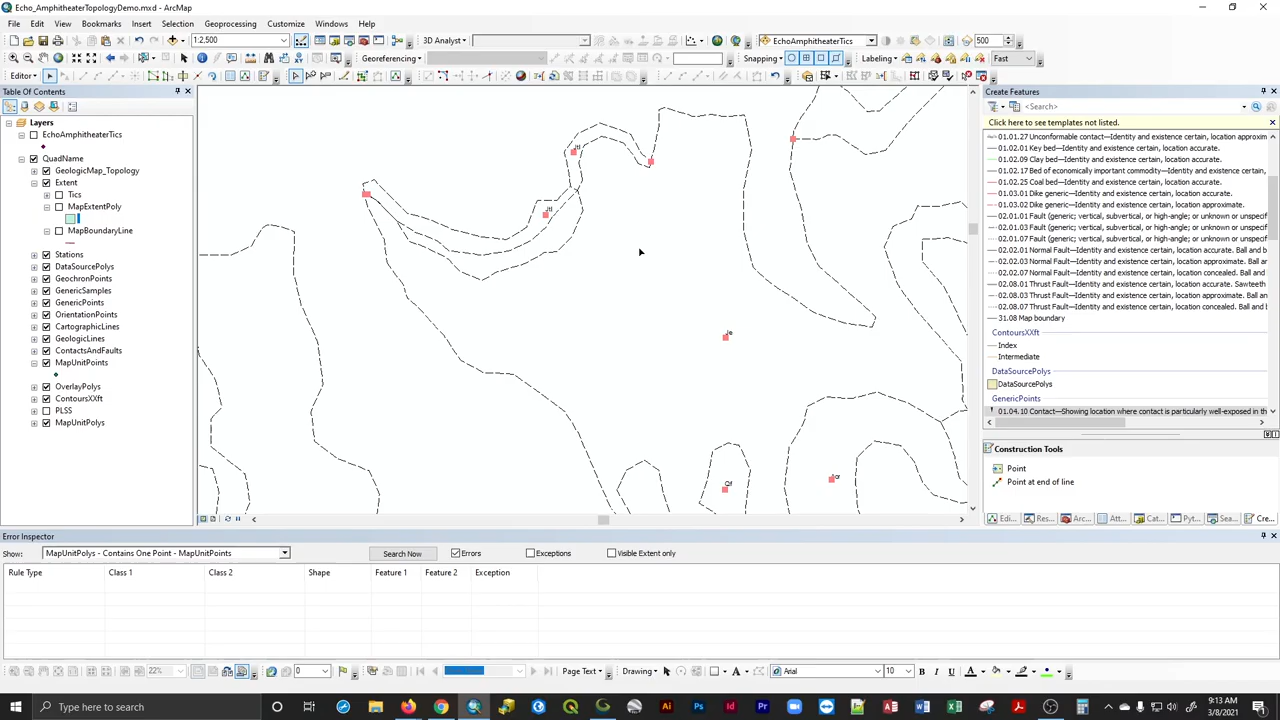 Echo_AmphitheaterTopologyDemo.mxd - ArcMap
File Edit View Bookmarks Insert Selection Geoprocessing Customize Windows Help
1:2,500 3D Analyst EchoAmphitheaterTics 500
Georeferencing Snapping Labeling Fast
Editor
Table Of Contents
Layers
EchoAmphitheaterTics
QuadName
GeologicMap_Topology
Extent
Tics
MapExtentPoly
MapBoundaryLine
Stations
DataSourcePolys
GeochronPoints
GenericSamples
GenericPoints
OrientationPoints
CartographicLines
GeologicLines
ContactsAndFaults
MapUnitPoints
OverlayPolys
ContoursXXft
PLSS
MapUnitPolys
Create Features
<Search>
Click here to see templates not listed.
01.01.27 Unconformable contact—Identity and existence certain, location approxim
01.02.01 Key bed—Identity and existence certain, location accurate.
01.02.09 Clay bed—Identity and existence certain, location accurate.
01.02.17 Bed of economically important commodity—Identity and existence certain,
01.02.25 Coal bed—Identity and existence certain, location accurate.
01.03.01 Dike generic—Identity and existence certain, location accurate.
01.03.02 Dike generic—Identity and existence certain, location approximate.
02.01.01 Fault (generic; vertical, subvertical, or high-angle; or unknown or unspecif
02.01.03 Fault (generic; vertical, subvertical, or high-angle; or unknown or unspecif
02.01.07 Fault (generic; vertical, subvertical, or high-angle; or unknown or unspecif
02.02.01 Normal Fault—Identity and existence certain, location accurate. Ball and b
02.02.03 Normal Fault—Identity and existence certain, location approximate. Ball an
02.02.07 Normal Fault—Identity and existence certain, location concealed. Ball and
02.08.01 Thrust Fault—Identity and existence certain, location accurate. Sawteeth
02.08.03 Thrust Fault—Identity and existence certain, location approximate. Ball an
02.08.07 Thrust Fault—Identity and existence certain, location concealed. Ball and
31.08 Map boundary
ContoursXXft
Index
Intermediate
DataSourcePolys
DataSourcePolys
GenericPoints
01.04.10 Contact—Showing location where contact is particularly well-exposed in th
Construction Tools
Point
Point at end of line
Edi... Res... Arc... Att... Cat... Pyt... Sea... Cre...
Je
Qf
Error Inspector
Show: MapUnitPolys - Contains One Point - MapUnitPoints Search Now Errors Exceptions Visible Extent only
Rule Type Class 1 Class 2 Shape Feature 1 Feature 2 Exception
22% 0 Page Text Drawing Arial 10 B I U A
Type here to search
9:13 AM
3/8/2021